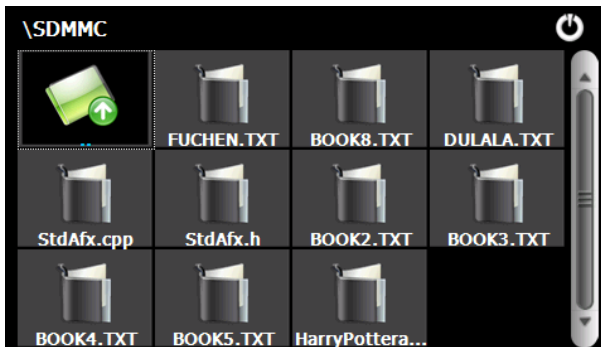 \SDMMC
..
FUCHEN.TXT
BOOK8.TXT
DULALA.TXT
StdAfx.cpp
StdAfx.h
BOOK2.TXT
BOOK3.TXT
BOOK4.TXT
BOOK5.TXT
HarryPottera...